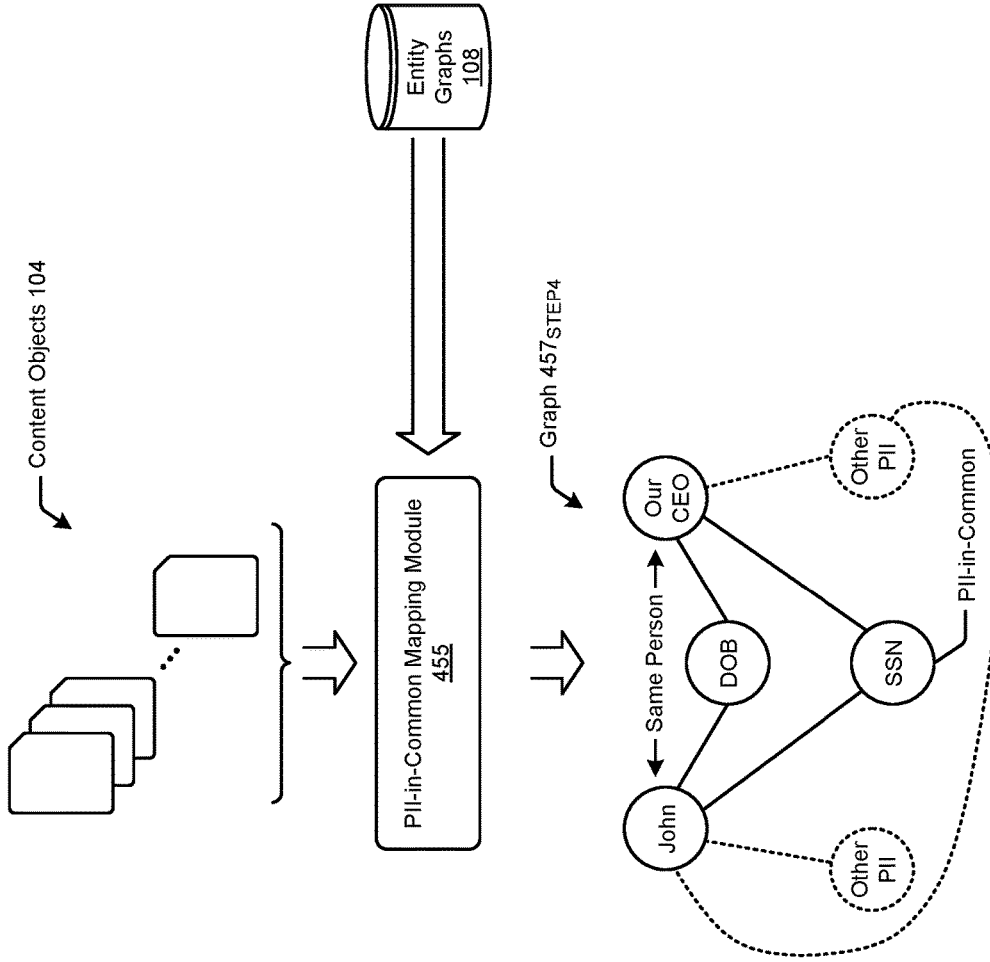 Content Objects 104
Entity
Graphs
108
PII-in-Common Mapping Module
455
Graph 457STEP4
John
Same Person
Our
CEO
DOB
SSN
Other
PII
Other
PII
PII-in-Common